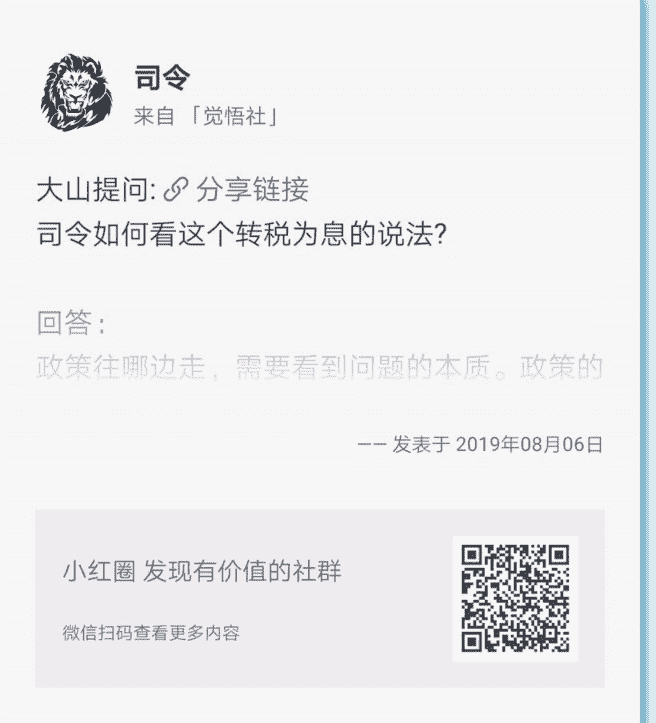 司令
来自「觉悟社」
大山提问: 分享链接
司令如何看这个转税为息的说法?
回答:
政策往哪边走，需要看到问题的本质。政策的
—— 发表于 2019年08月06日
小红圈 发现有价值的社群
微信扫码查看更多内容